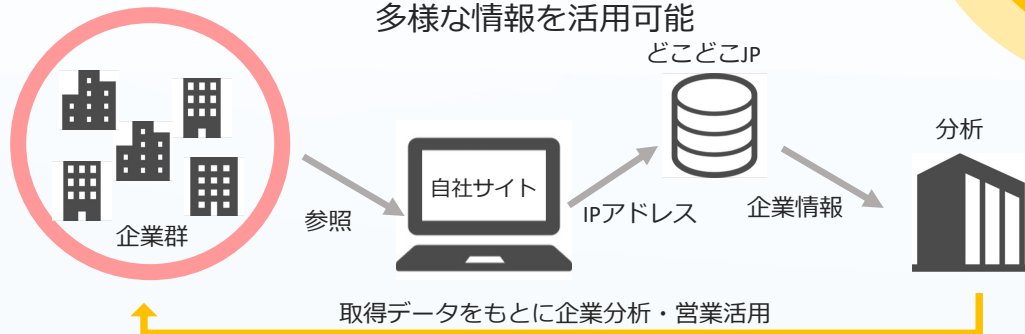 多様な情報を活用可能
どこどこJP
分析
自社サイト
企業群
参照
IPアドレス
企業情報
取得データをもとに企業分析・営業活用